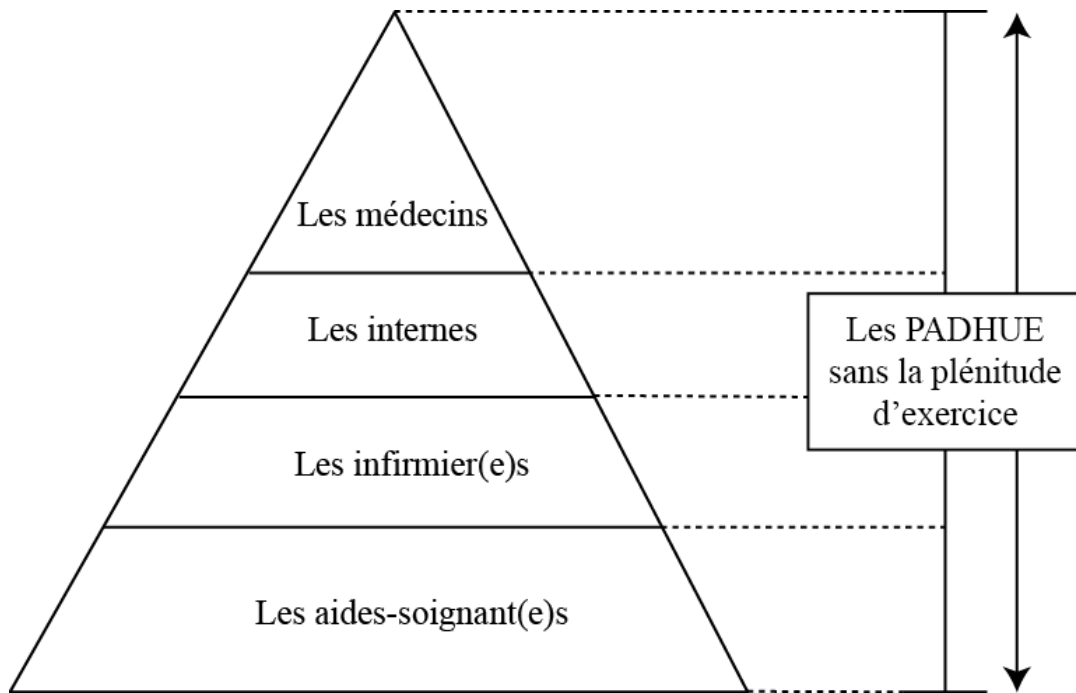 Les médecins
Les internes
Les PADHUE
sans la plénitude
d'exercice
Les infirmier(e)s
Les aides-soignant(e)s